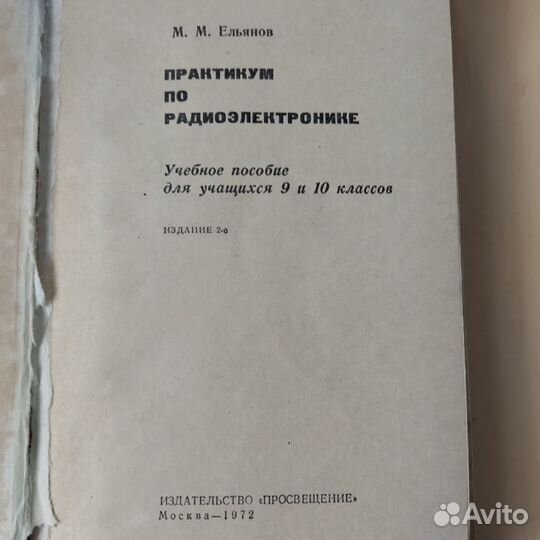 М. М. Ельянов
ПРАКТИКУМ
ПО
РАДИОЭЛЕКТРОНИКЕ
Учебное пособие
для учащихся 9 и 10 классов
ИЗДАНИЕ 2-е
ИЗДАТЕЛЬСТВО «ПРОСВЕЩЕНИЕ»
Москва—1972
Avito